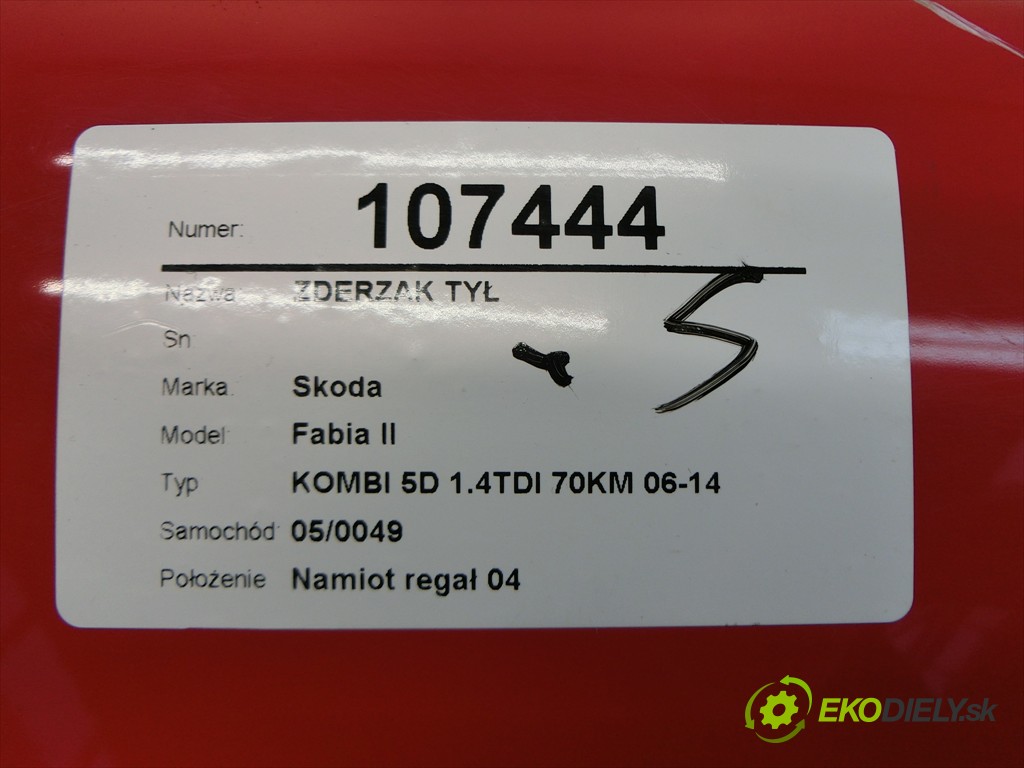 Numer: 107444
Nazwa: ZDERZAK TYŁ
Sn
5
Marka: Skoda
Model: Fabia II
Typ KOMBI 5D 1.4TDI 70KM 06-14
Samochód: 05/0049
Położenie Namiot regał 04
EKODIELY.sk